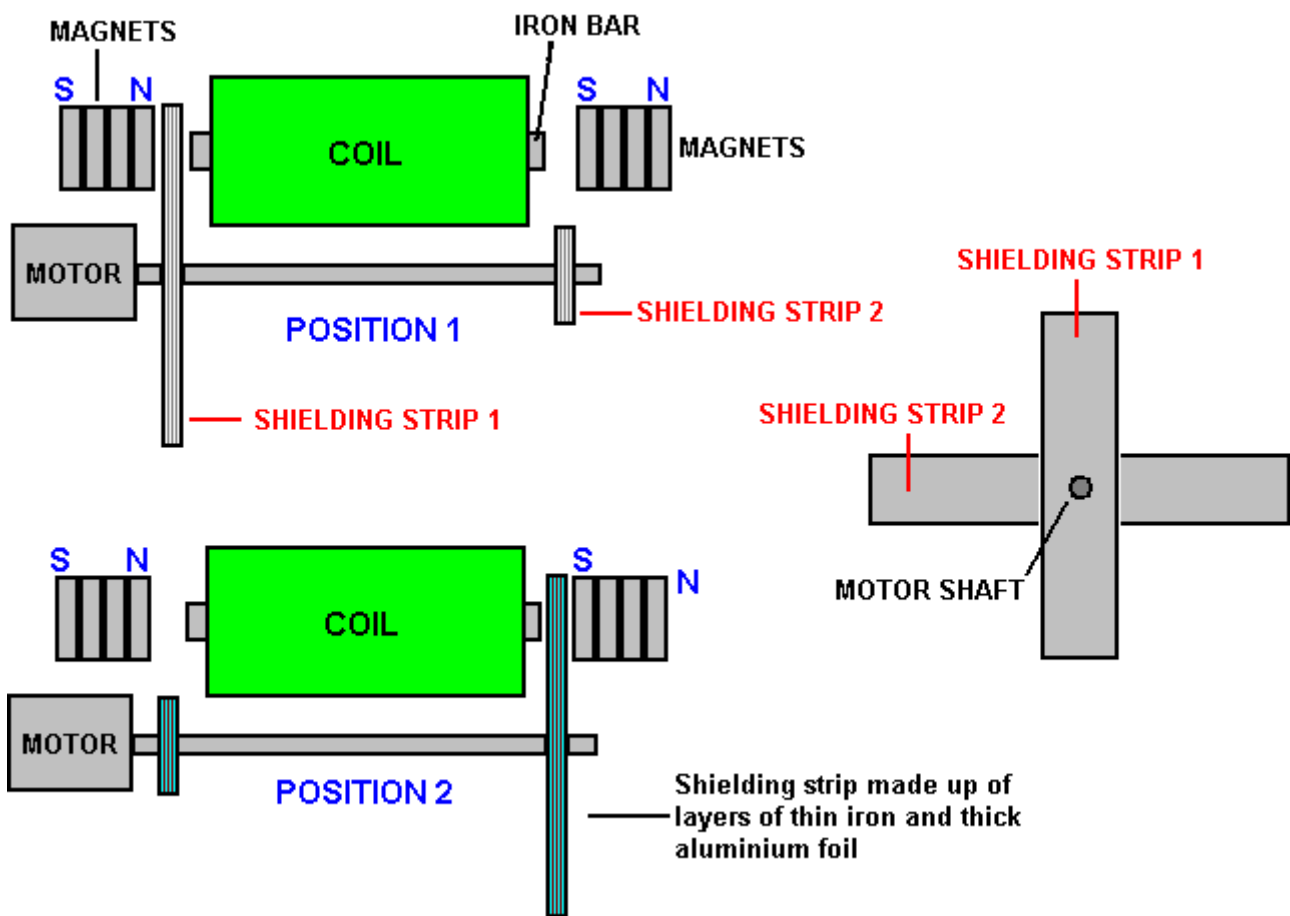 MAGNETS
IRON BAR
S N
S N
COIL
MAGNETS
MOTOR
SHIELDING STRIP 2
POSITION 1
SHIELDING STRIP 1
SHIELDING STRIP 1
SHIELDING STRIP 2
MOTOR SHAFT
S N
S
N
COIL
MOTOR
POSITION 2
Shielding strip made up of
layers of thin iron and thick
aluminium foil